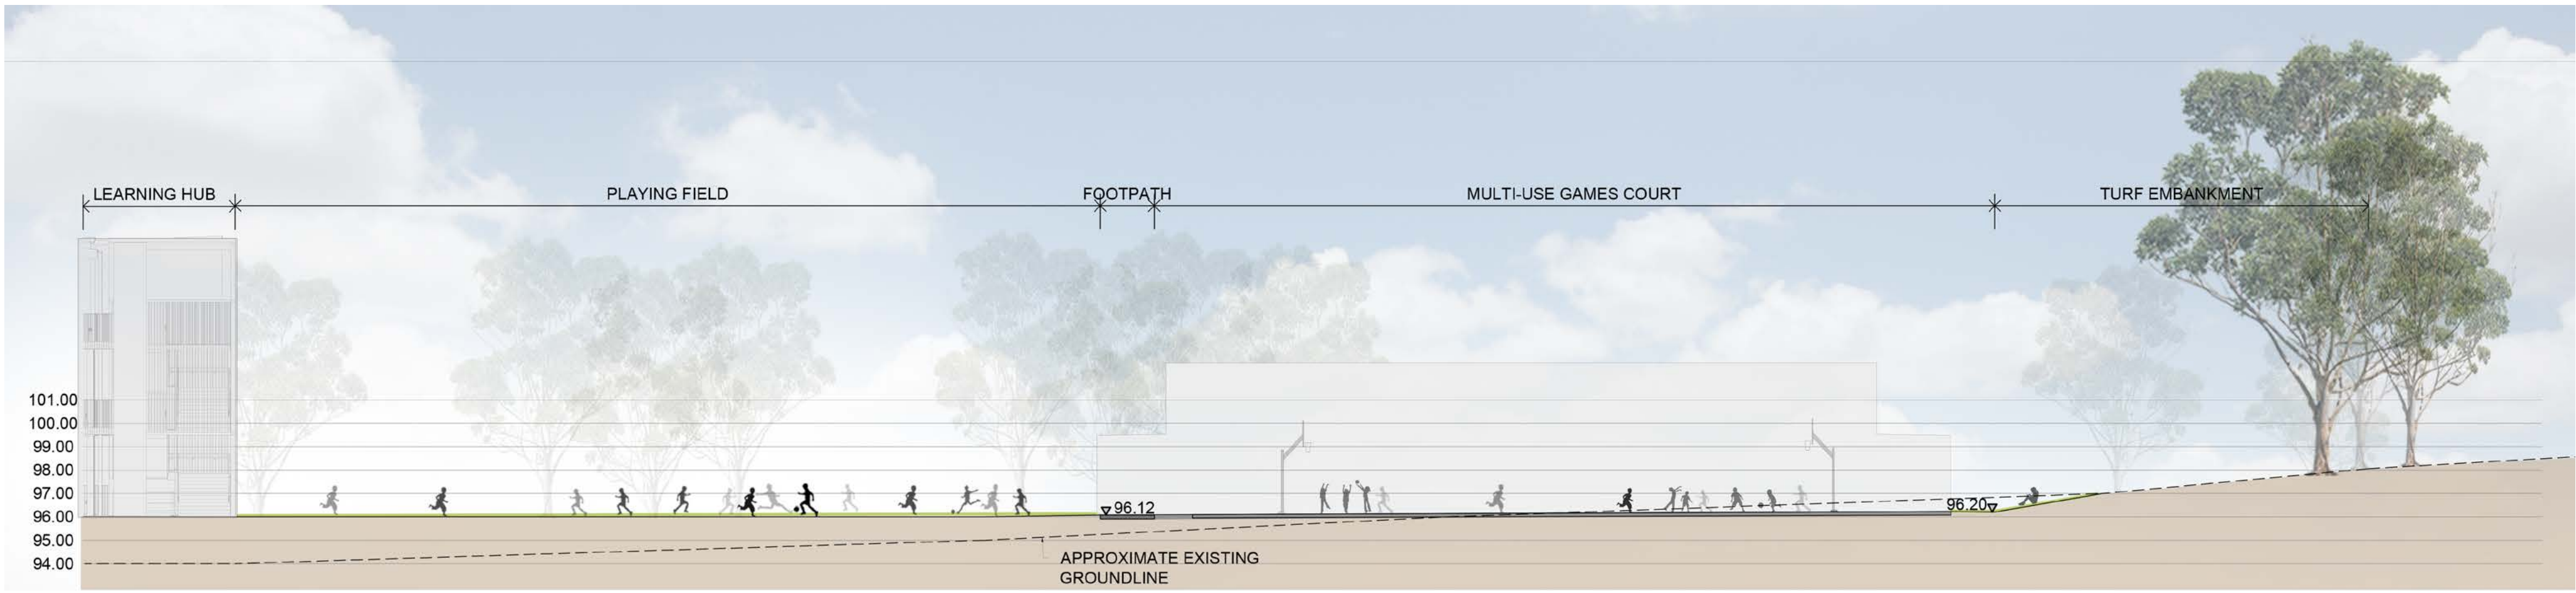 LEARNING HUB
PLAYING FIELD
FOOTPATH
MULTI-USE GAMES COURT
TURF EMBANKMENT
101.00
100.00
99.00
98.00
97.00
96.00
95.00
94.00
96.12
96.20
APPROXIMATE EXISTING
GROUNDLINE